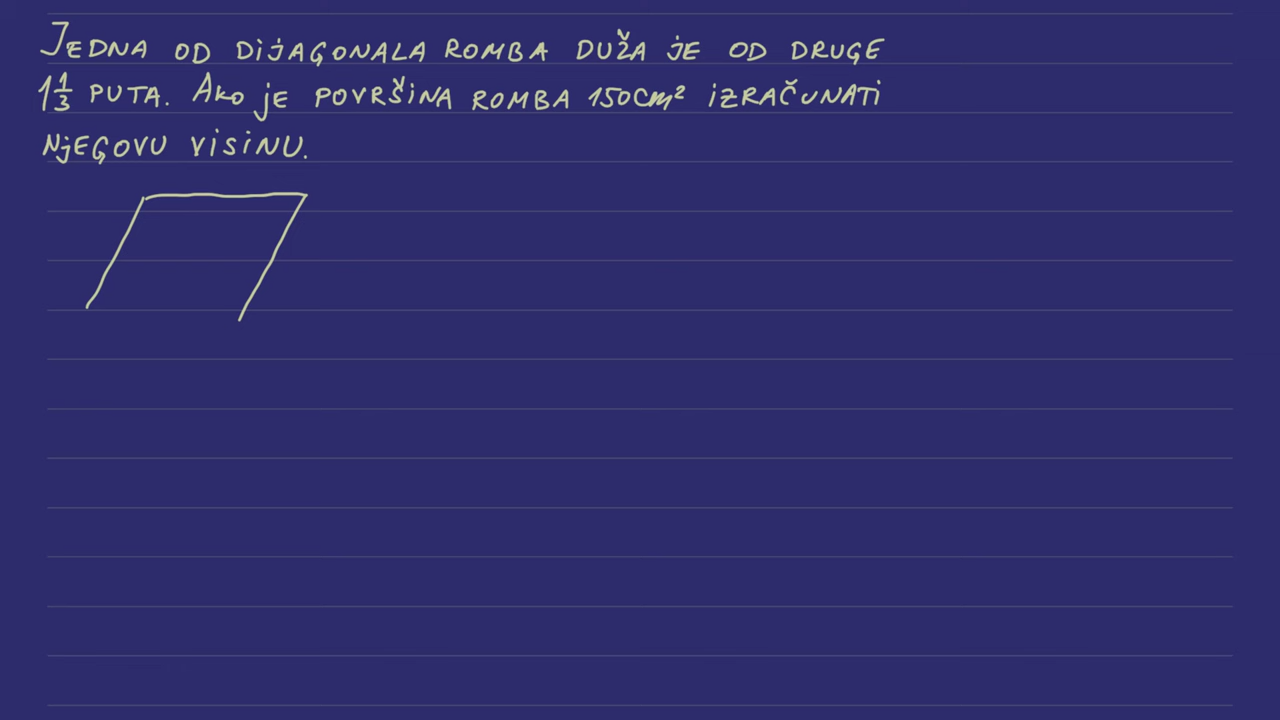 JEDNA OD DIJAGONALA ROMBA DUŽA JE OD DRUGE
1 1/3 PUTA. AKO JE POVRŠINA ROMBA 150cm² IZRAČUNATI
NJEGOVU VISINU.